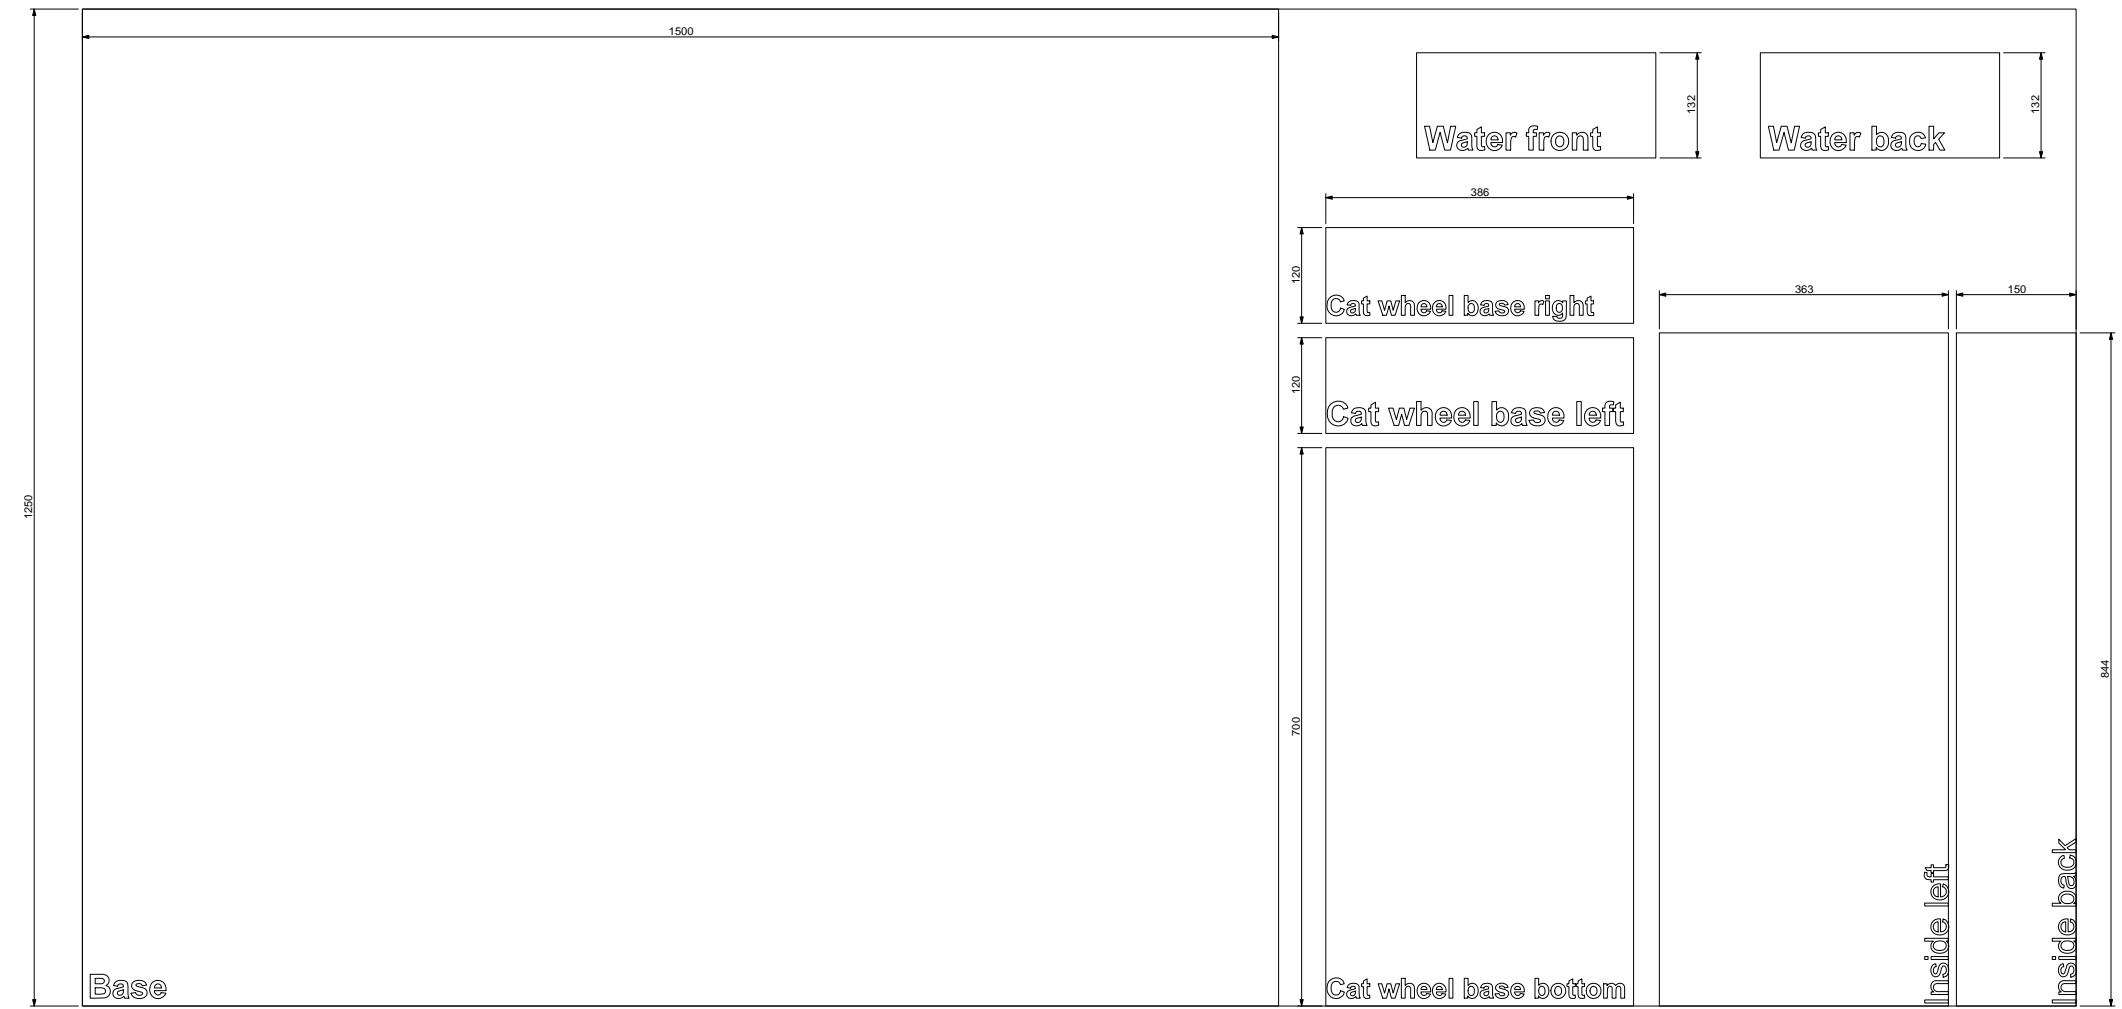 1500
132
132
Water front
Water back
386
120
Cat wheel base right
363
150
120
Cat wheel base left
1250
844
700
Inside left
Inside back
Base
Cat wheel base bottom